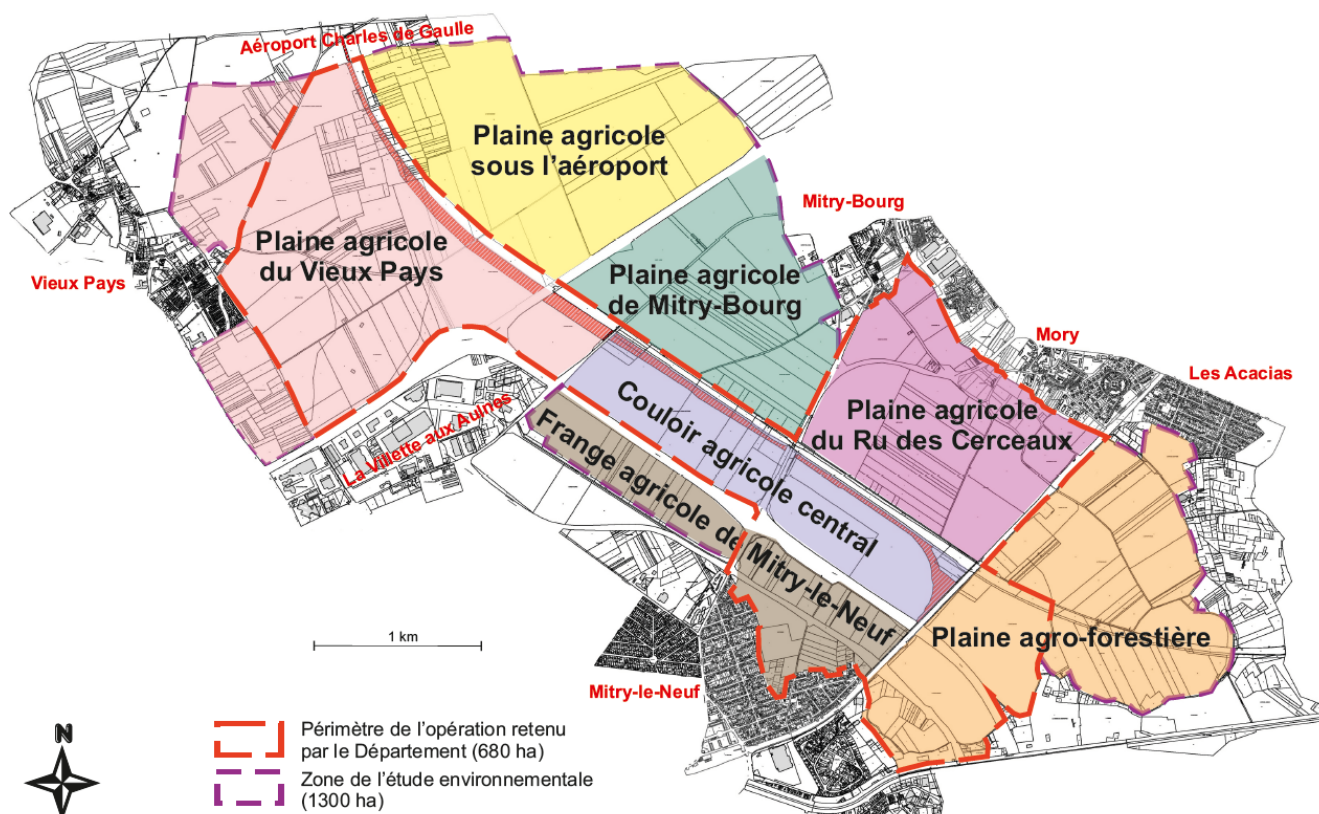 Aéroport Charles de Gaulle
Plaine agricole
sous l'aéroport
Mitry-Bourg
Plaine agricole
du Vieux Pays
Vieux Pays
Plaine agricole
de Mitry-Bourg
Mory
Les Acacias
Plaine agricole
du Ru des Cerceaux
Couloir agricole central
La Villette aux Aulnes
Frange agricole de Mitry-le-Neuf
Plaine agro-forestière
1 km
Mitry-le-Neuf
N
Périmètre de l'opération retenu
par le Département (680 ha)
Zone de l'étude environnementale
(1300 ha)